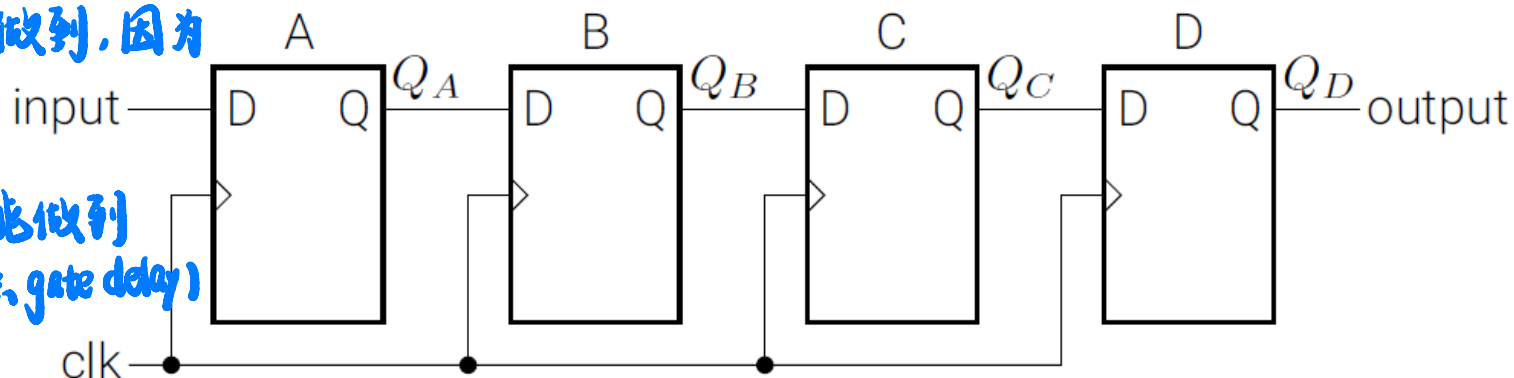 做到,因为
A B C D
Q_A Q_B Q_C Q_D
input D Q D Q D Q D Q output
能做到
gate delay)
clk